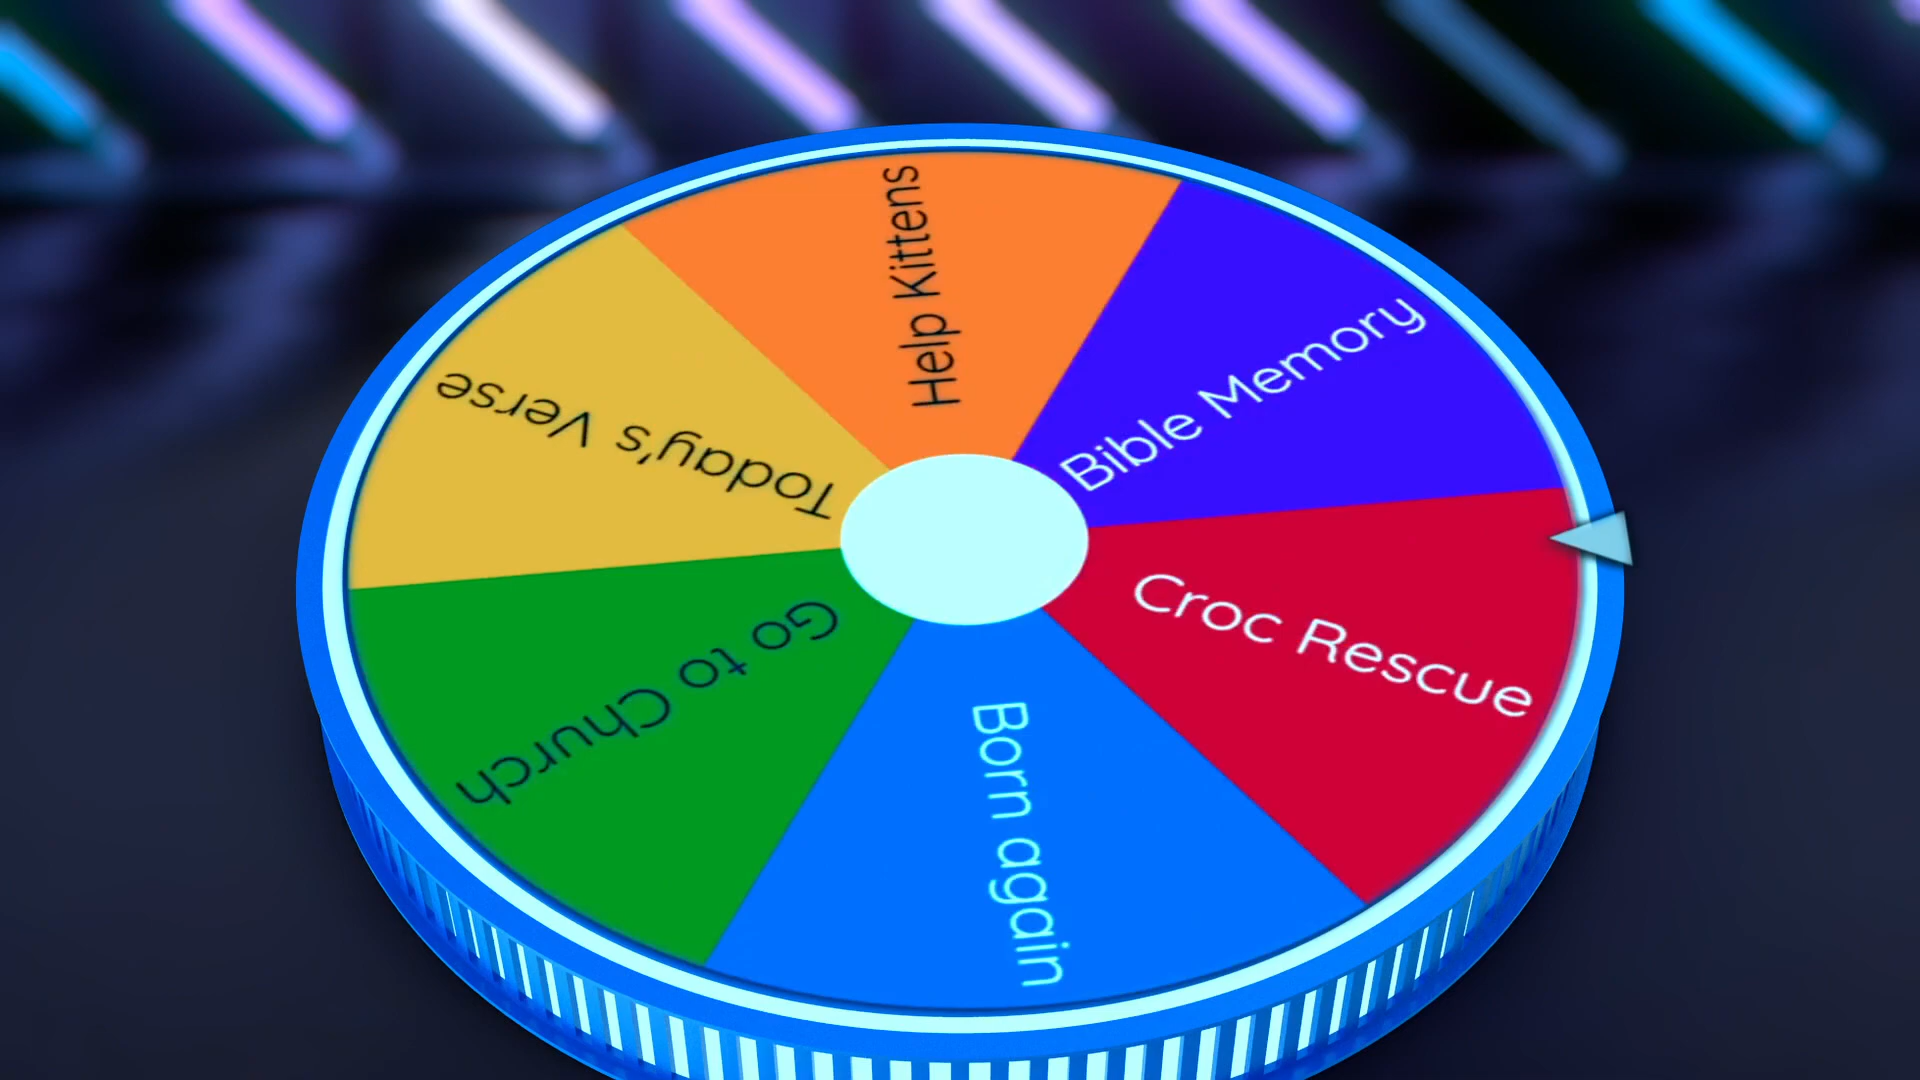 Help Kittens
Bible Memory
Croc Rescue
Born again
Go to Church
Today's Verse